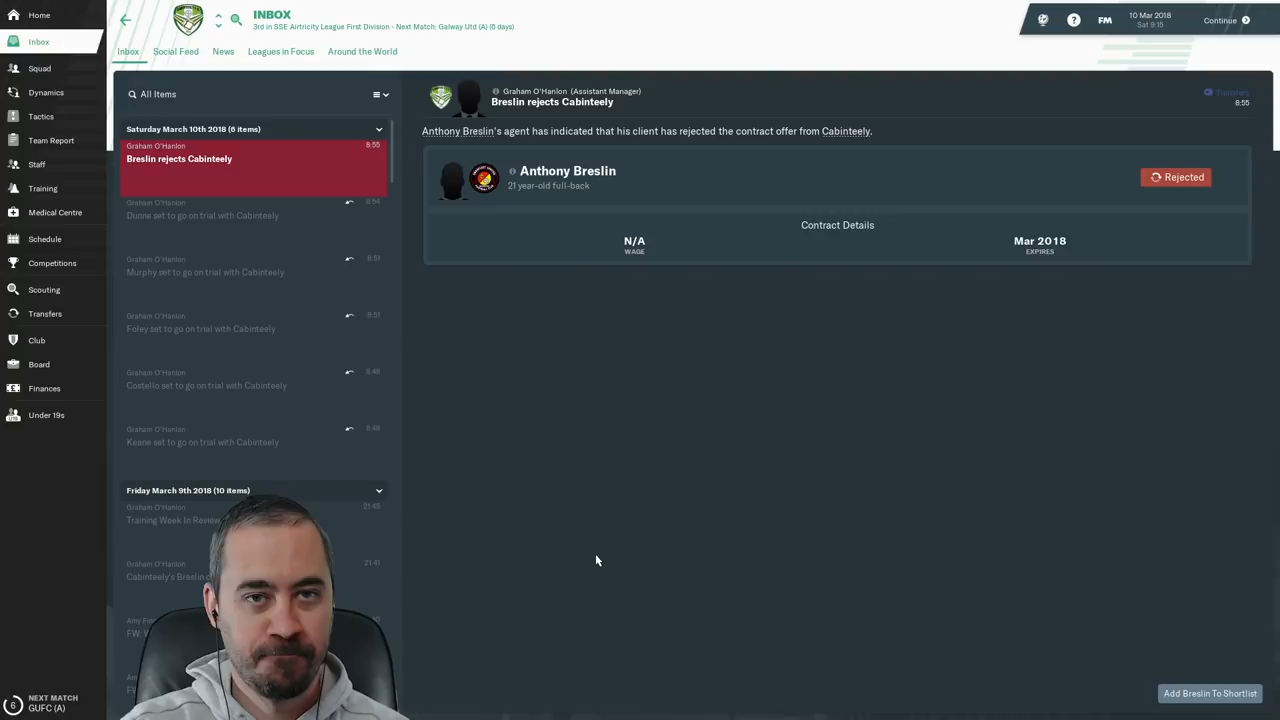 Home
Inbox
Squad
Dynamics
Tactics
Team Report
Staff
Training
Medical Centre
Schedule
Competitions
Scouting
Transfers
Club
Board
Finances
Under 19s
6
NEXT MATCH
GUFC (A)
INBOX
3rd in SSE Airtricity League First Division - Next Match: Galway Utd (A) (6 days)
?
FM
10 Mar 2018
Sat 9:15
Continue
Inbox
Social Feed
News
Leagues in Focus
Around the World
All Items
Saturday March 10th 2018 (6 items)
Graham O'Hanlon 8:55
Breslin rejects Cabinteely
Graham O'Hanlon 8:54
Dunne set to go on trial with Cabinteely
Graham O'Hanlon 8:51
Murphy set to go on trial with Cabinteely
Graham O'Hanlon 8:51
Foley set to go on trial with Cabinteely
Graham O'Hanlon 8:48
Costello set to go on trial with Cabinteely
Graham O'Hanlon 8:48
Keane set to go on trial with Cabinteely
Friday March 9th 2018 (10 items)
Graham O'Hanlon 21:45
Training Week In Review
Graham O'Hanlon 21:41
Cabinteely's Breslin
Amy
FW:
Graham O'Hanlon (Assistant Manager)
Breslin rejects Cabinteely
Transfers
8:55
Anthony Breslin's agent has indicated that his client has rejected the contract offer from Cabinteely.
Anthony Breslin
21 year-old full-back
Rejected
Contract Details
N/A
WAGE
Mar 2018
EXPIRES
Add Breslin To Shortlist